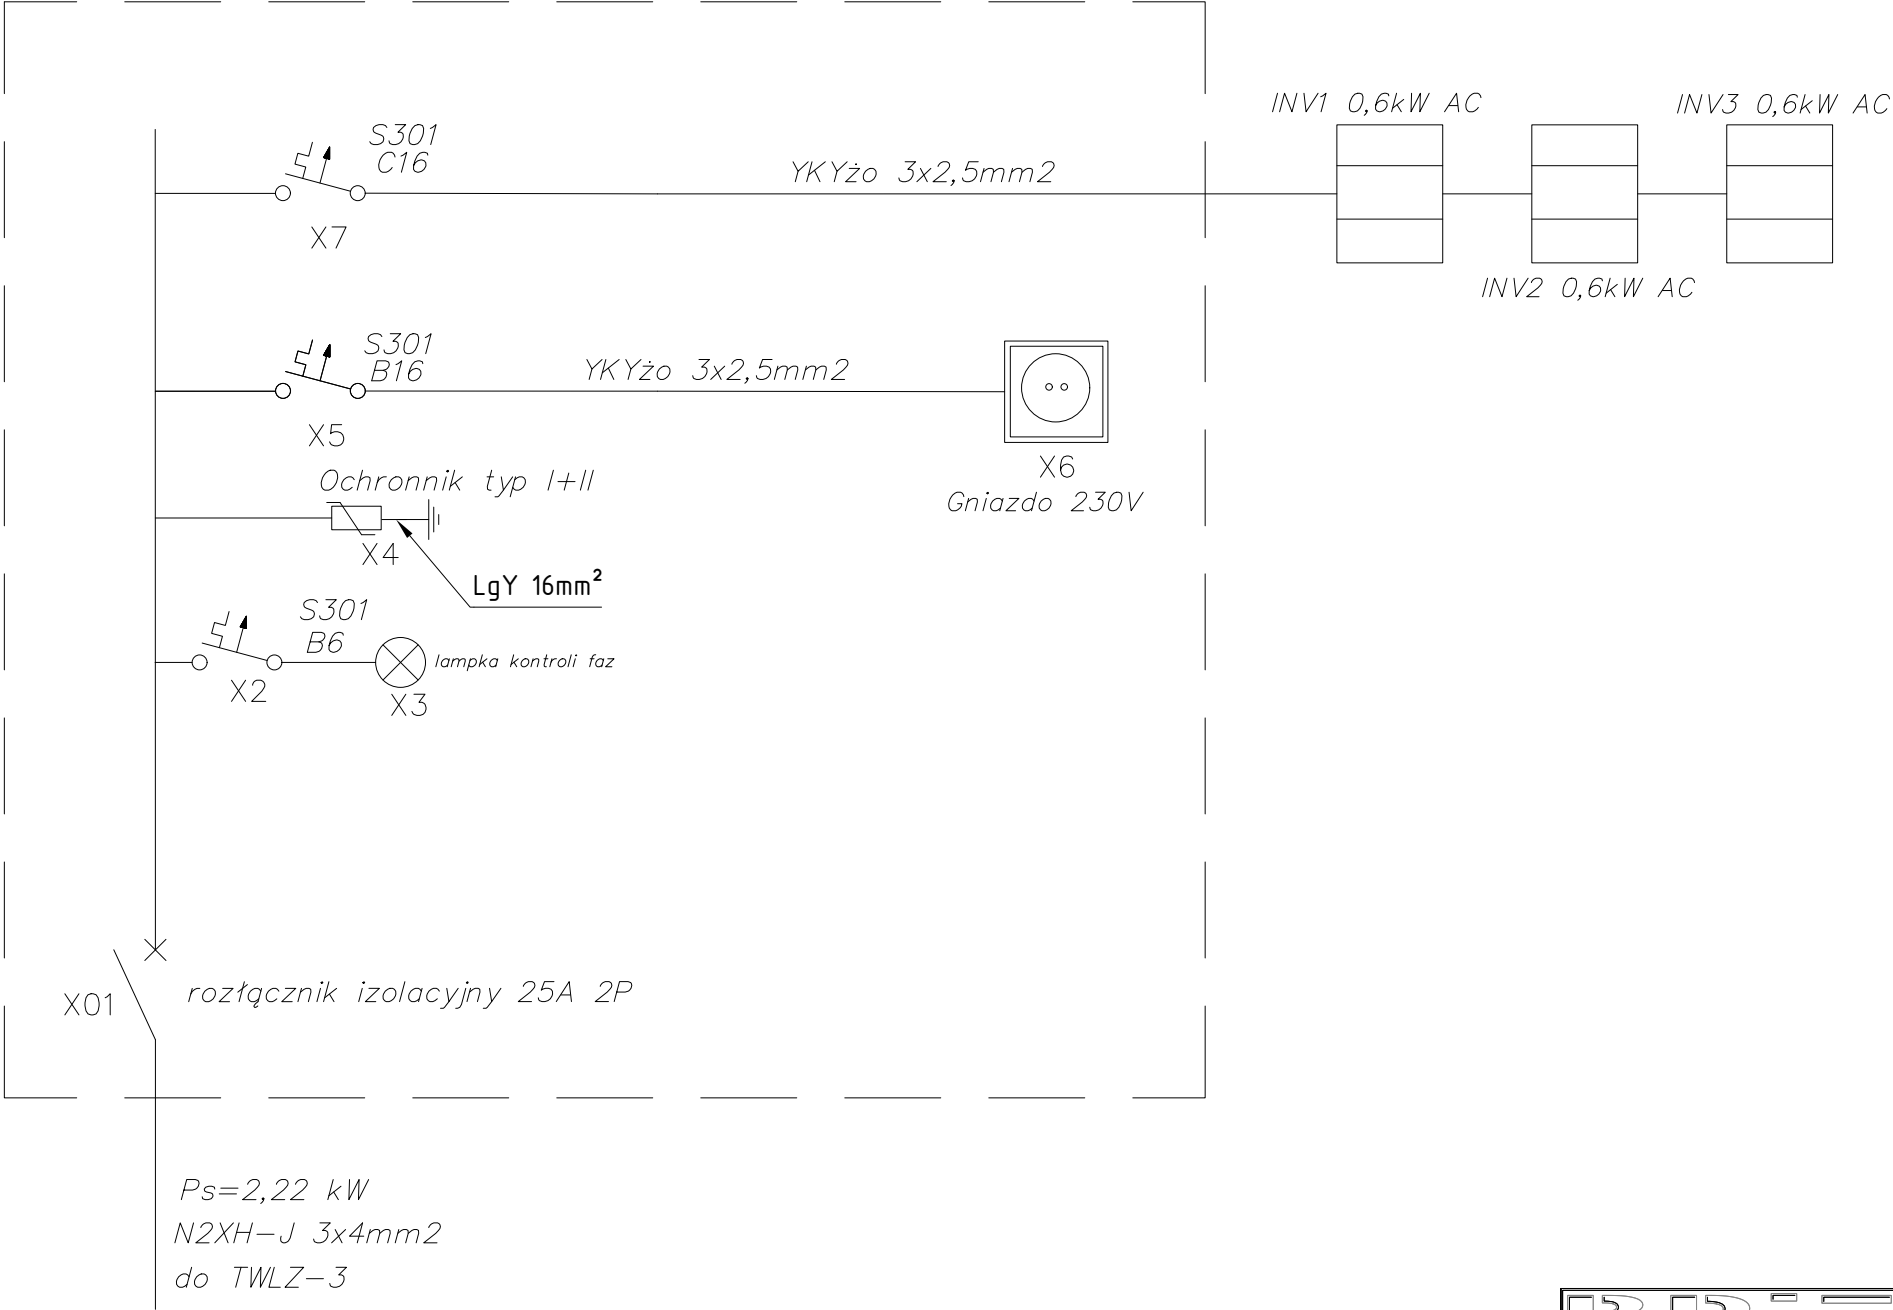 INV1 0,6kW AC
INV3 0,6kW AC
S301
C16
YKYżo 3x2,5mm2
X7
INV2 0,6kW AC
S301
B16
YKYżo 3x2,5mm2
X5
X6
Gniazdo 230V
Ochronnik typ I+II
X4
LgY 16mm²
S301
B6
lampka kontroli faz
X2
X3
X01
rozłącznik izolacyjny 25A 2P
Ps=2,22 kW
N2XH-J 3x4mm2
do TWLZ-3